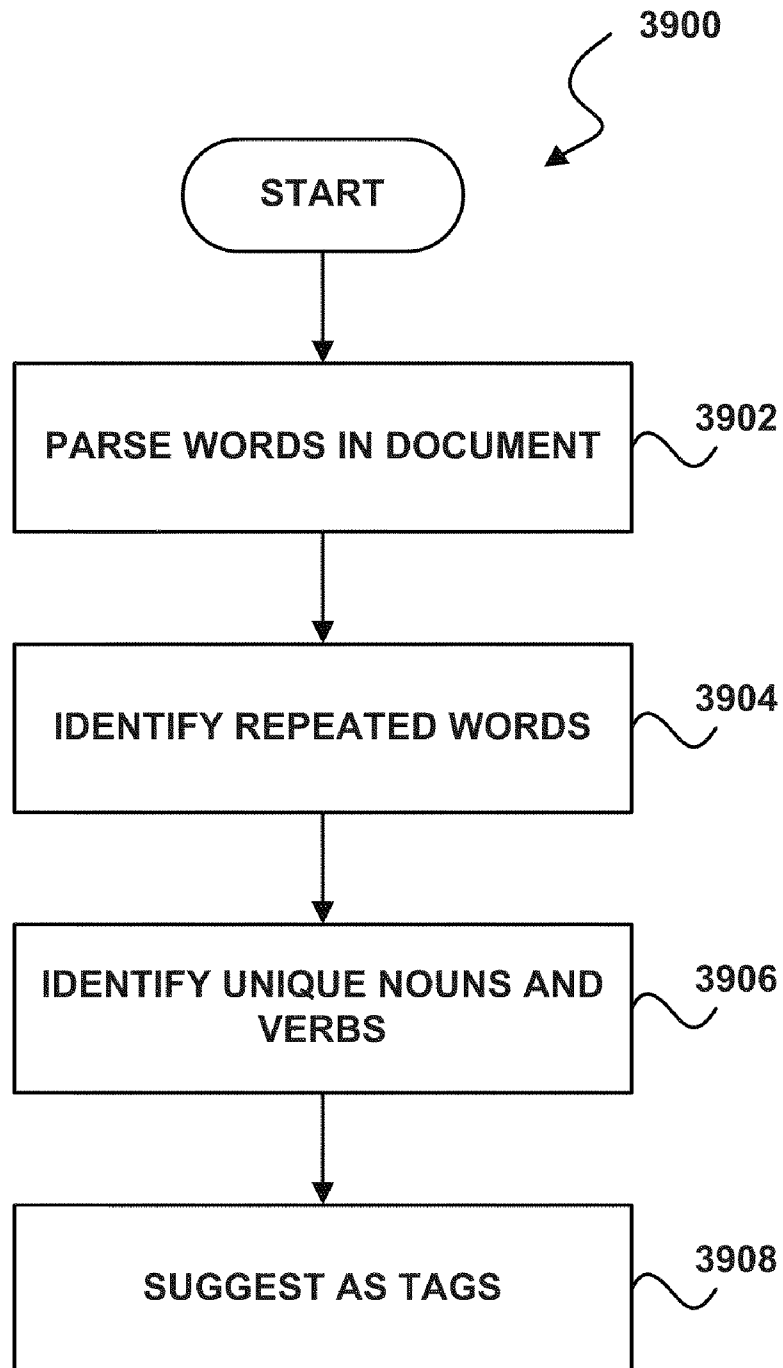 3900
START
PARSE WORDS IN DOCUMENT
3902
IDENTIFY REPEATED WORDS
3904
IDENTIFY UNIQUE NOUNS AND
VERBS
3906
SUGGEST AS TAGS
3908